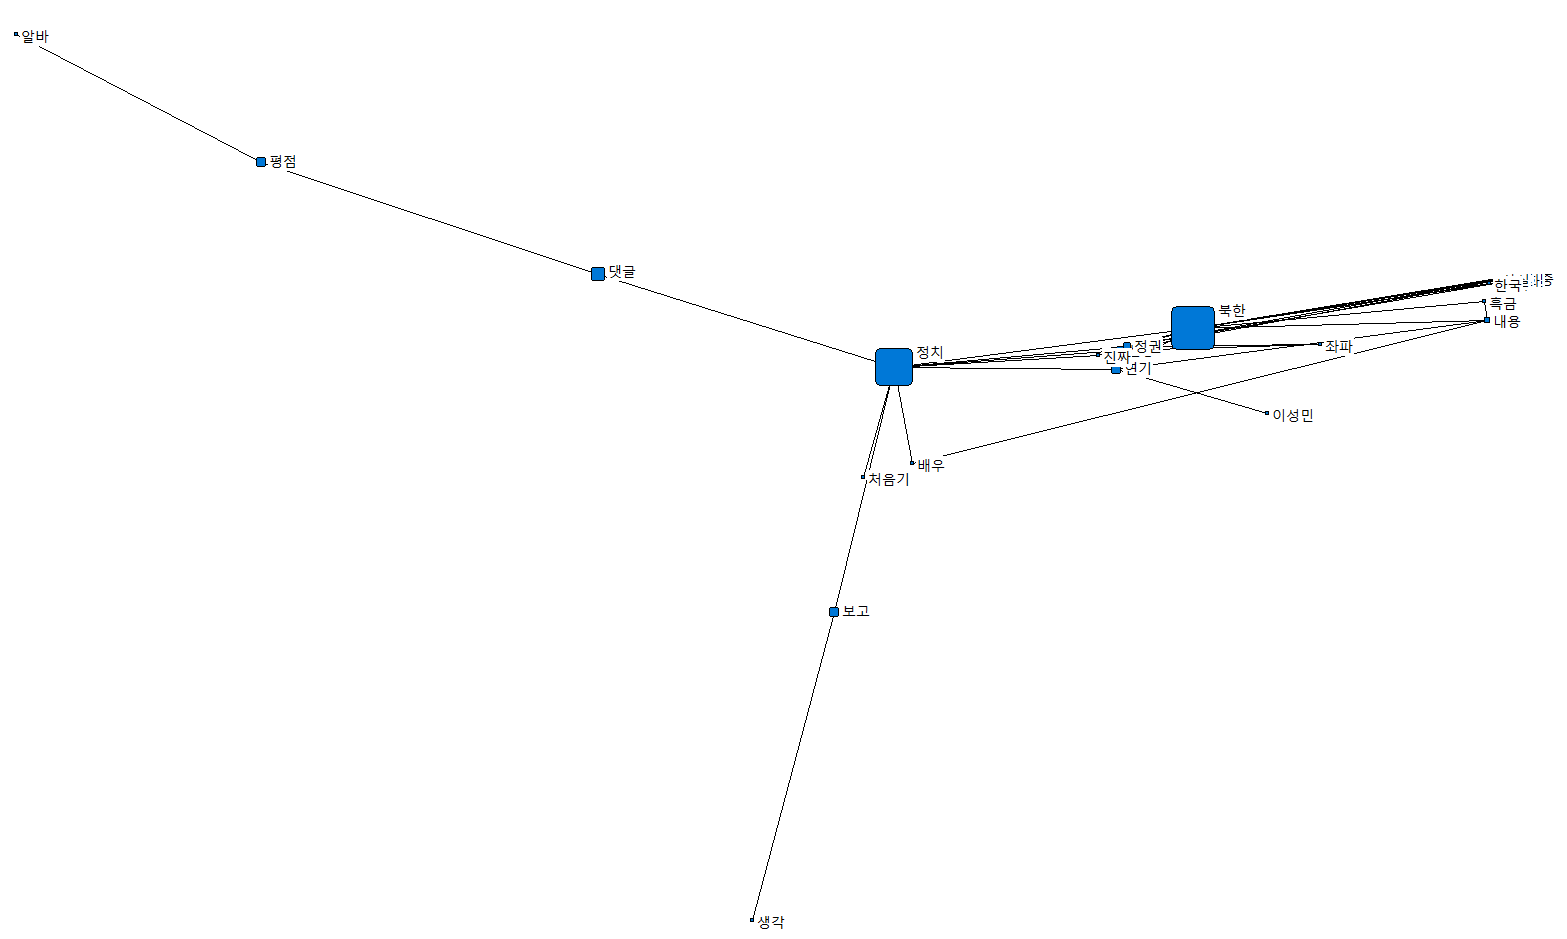 알바
평점
댓글
북한
한국
흑금
내용
정치
정권
진짜
좌파
연기
이성민
배우
처음기
보고
생각